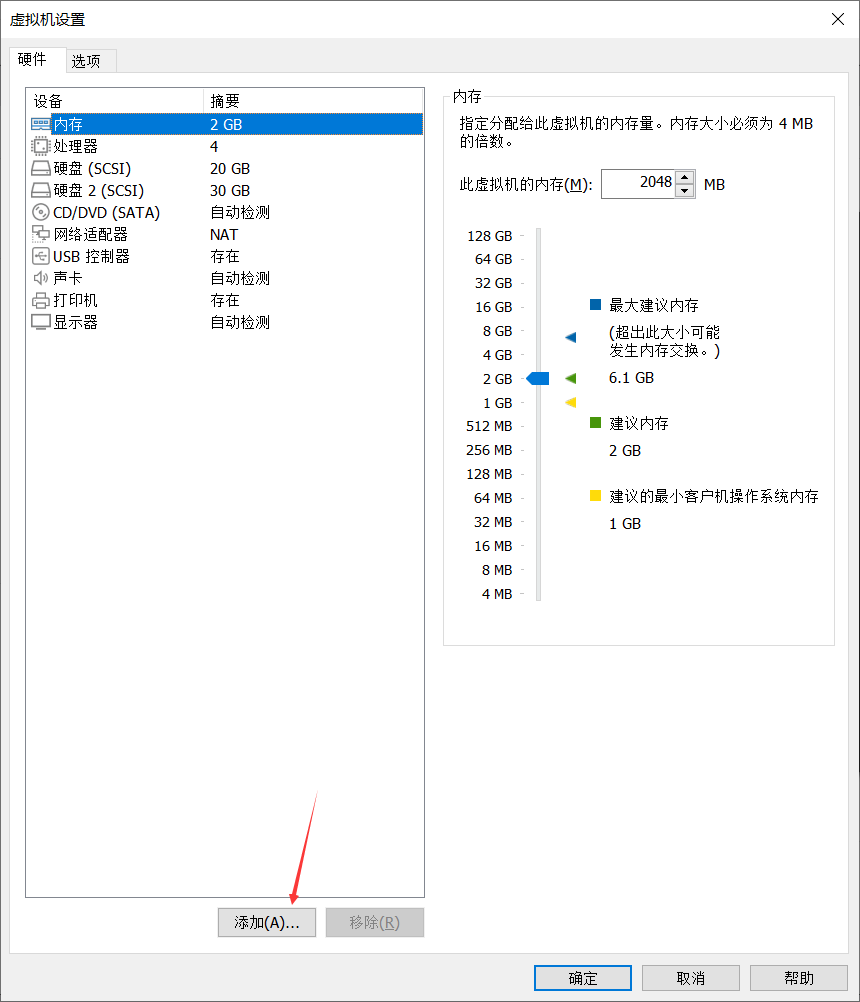 虚拟机设置
硬件
选项
设备 摘要
内存 2 GB
处理器 4
硬盘 (SCSI) 20 GB
硬盘 2 (SCSI) 30 GB
CD/DVD (SATA) 自动检测
网络适配器 NAT
USB 控制器 存在
声卡 自动检测
打印机 存在
显示器 自动检测
添加(A)...
移除(R)
内存
指定分配给此虚拟机的内存量。内存大小必须为 4 MB
的倍数。
此虚拟机的内存(M): 2048 MB
128 GB
64 GB
32 GB
16 GB
8 GB
4 GB
2 GB
1 GB
512 MB
256 MB
128 MB
64 MB
32 MB
16 MB
8 MB
4 MB
最大建议内存
(超出此大小可能
发生内存交换。)
6.1 GB
建议内存
2 GB
建议的最小客户机操作系统内存
1 GB
确定
取消
帮助